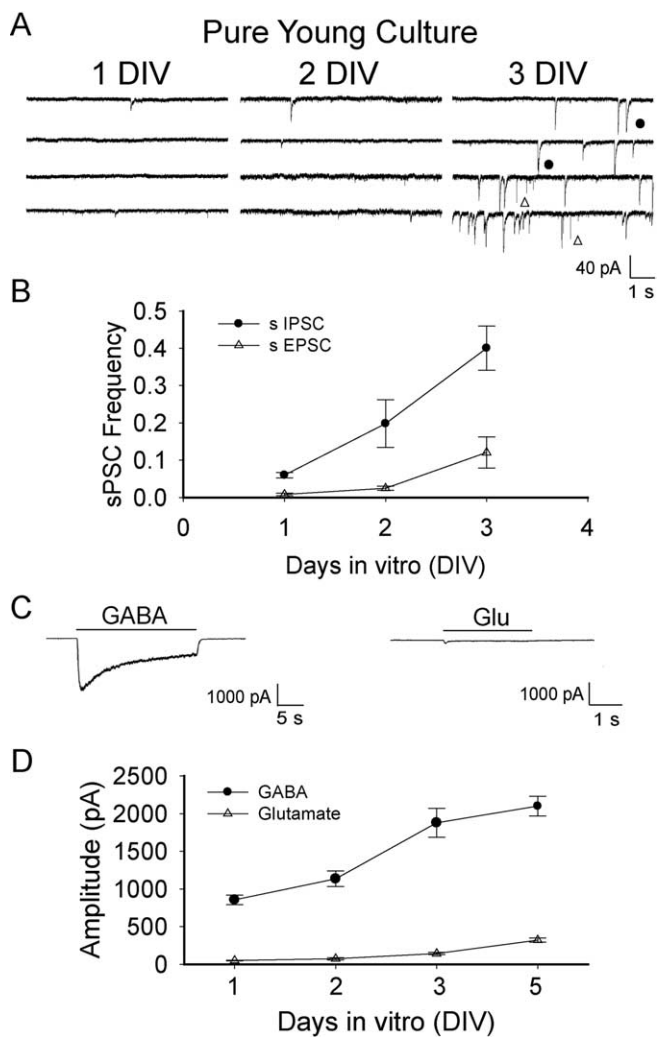 A
Pure Young Culture
1 DIV 2 DIV 3 DIV
40 pA
1 s
B
0.5
0.4
0.3
0.2
0.1
0.0
sPSC Frequency
s IPSC
s EPSC
0 1 2 3 4
Days in vitro (DIV)
C
GABA Glu
1000 pA 1000 pA
5 s 1 s
D
2500
2000
1500
1000
500
0
Amplitude (pA)
GABA
Glutamate
1 2 3 5
Days in vitro (DIV)